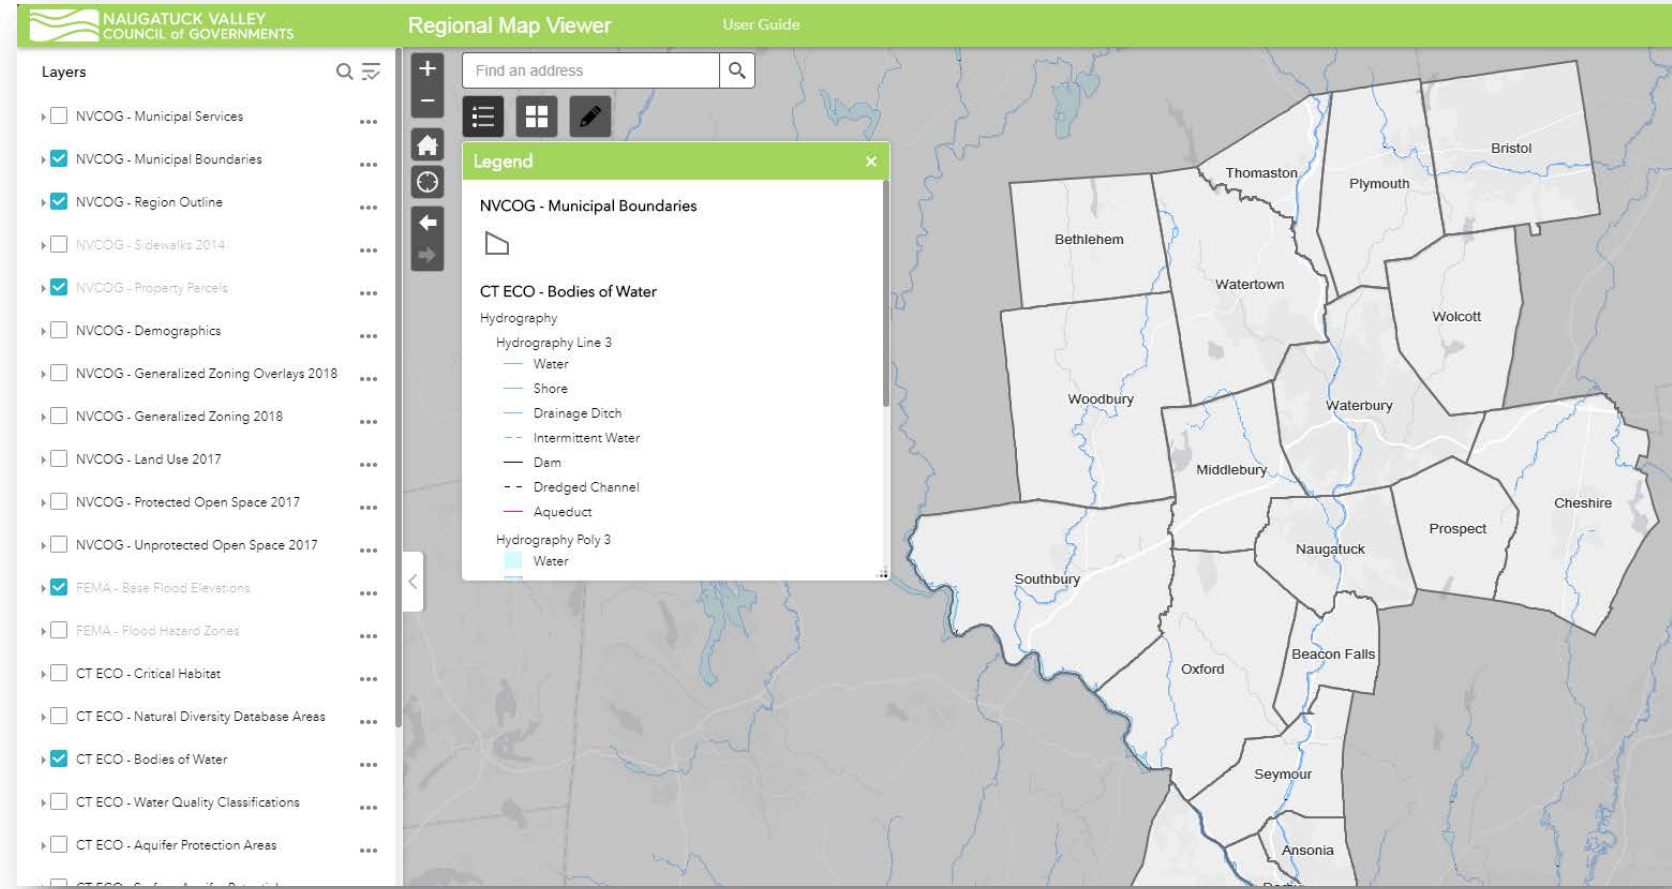 NAUGATUCK VALLEY
COUNCIL of GOVERNMENTS
Regional Map Viewer
User Guide
Layers
NVCOG - Municipal Services
NVCOG - Municipal Boundaries
NVCOG - Region Outline
NVCOG - Sidewalks 2014
NVCOG - Property Parcels
NVCOG - Demographics
NVCOG - Generalized Zoning Overlays 2018
NVCOG - Generalized Zoning 2018
NVCOG - Land Use 2017
NVCOG - Protected Open Space 2017
NVCOG - Unprotected Open Space 2017
FEMA - Base Flood Elevations
FEMA - Flood Hazard Zones
CT ECO - Critical Habitat
CT ECO - Natural Diversity Database Areas
CT ECO - Bodies of Water
CT ECO - Water Quality Classifications
CT ECO - Aquifer Protection Areas
Find an address
Legend
NVCOG - Municipal Boundaries
CT ECO - Bodies of Water
Hydrography
Hydrography Line 3
Water
Shore
Drainage Ditch
Intermittent Water
Dam
Dredged Channel
Aqueduct
Hydrography Poly 3
Water
Bristol
Thomaston
Plymouth
Bethlehem
Watertown
Wolcott
Woodbury
Waterbury
Middlebury
Cheshire
Prospect
Naugatuck
Southbury
Beacon Falls
Oxford
Seymour
Ansonia